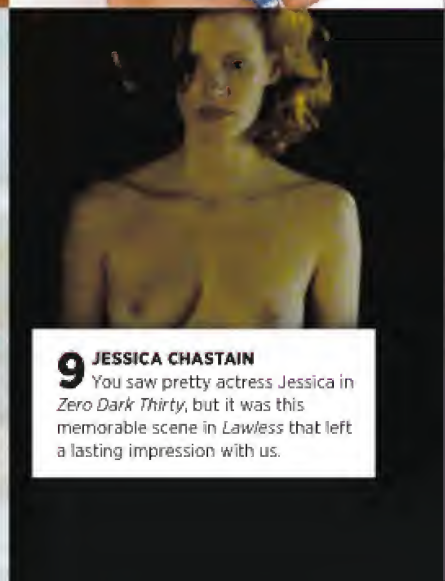 9 JESSICA CHASTAIN
You saw pretty actress Jessica in
Zero Dark Thirty, but it was this
memorable scene in Lawless that left
a lasting impression with us.